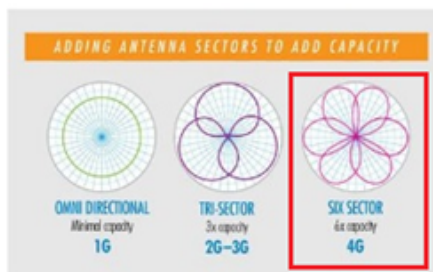 ADDING ANTENNA SECTORS TO ADD CAPACITY
OMNI DIRECTIONAL
Minimal capacity
1G
TRI-SECTOR
3x capacity
2G-3G
SIX SECTOR
6x capacity
4G